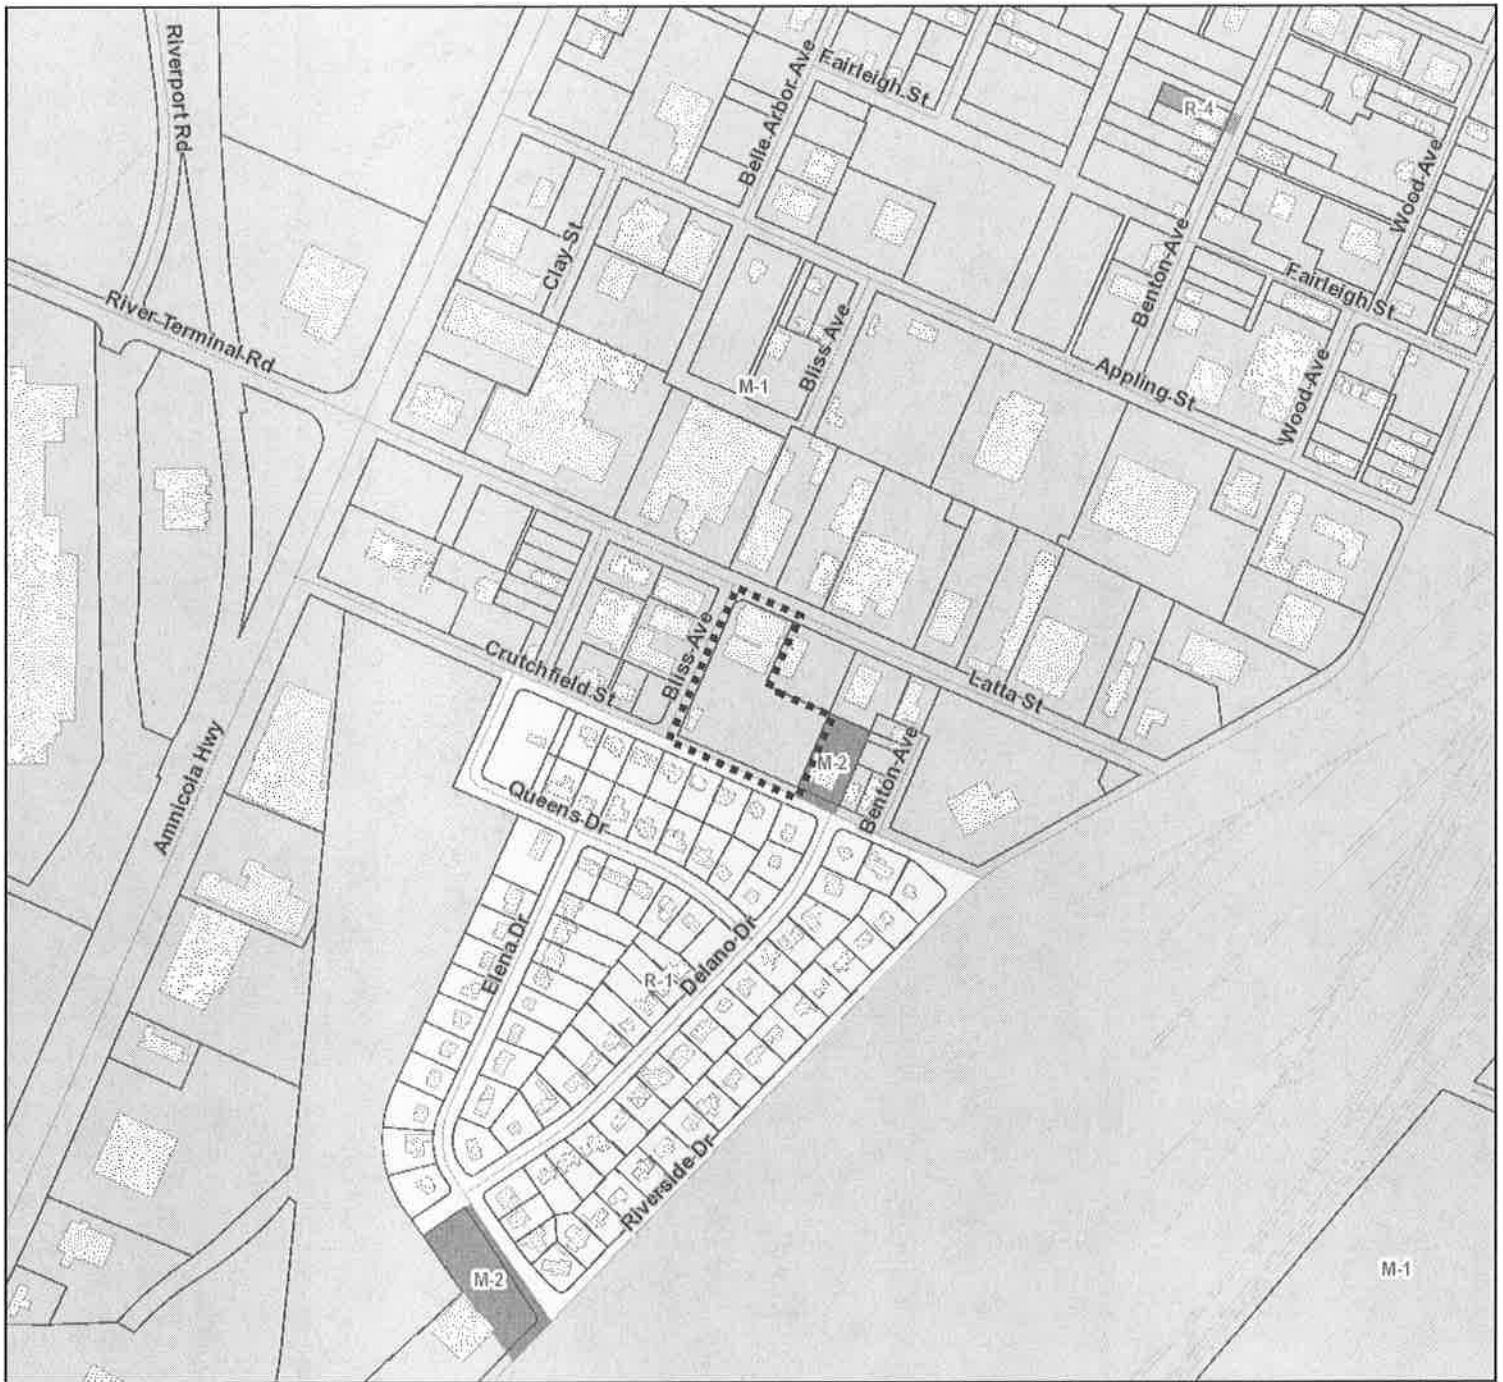 Riverport Rd
Belle Arbor Ave
Fairleigh St
R-4
Wood Ave
Clay St
Benton Ave
Fairleigh St
River Terminal Rd
Bliss Ave
M-1
Appling St
Wood Ave
Bliss Ave
Crutchfield St
Latta St
M-2
Benton Ave
Amnicola Hwy
Queens Dr
Elena Dr
R-1
Delano Dr
Riverside Dr
M-2
M-1